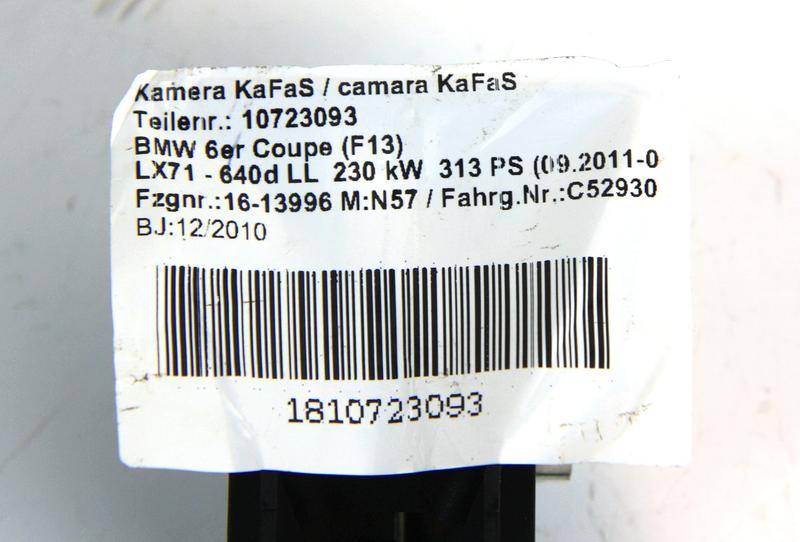 Kamera KaFaS / camara KaFaS
Teilenr.: 10723093
BMW 6er Coupe (F13)
LX71 - 640d LL 230 kW 313 PS (09.2011-0
Fzgnr.:16-13996 M:N57 / Fahrg.Nr.:C52930
BJ:12/2010
1810723093